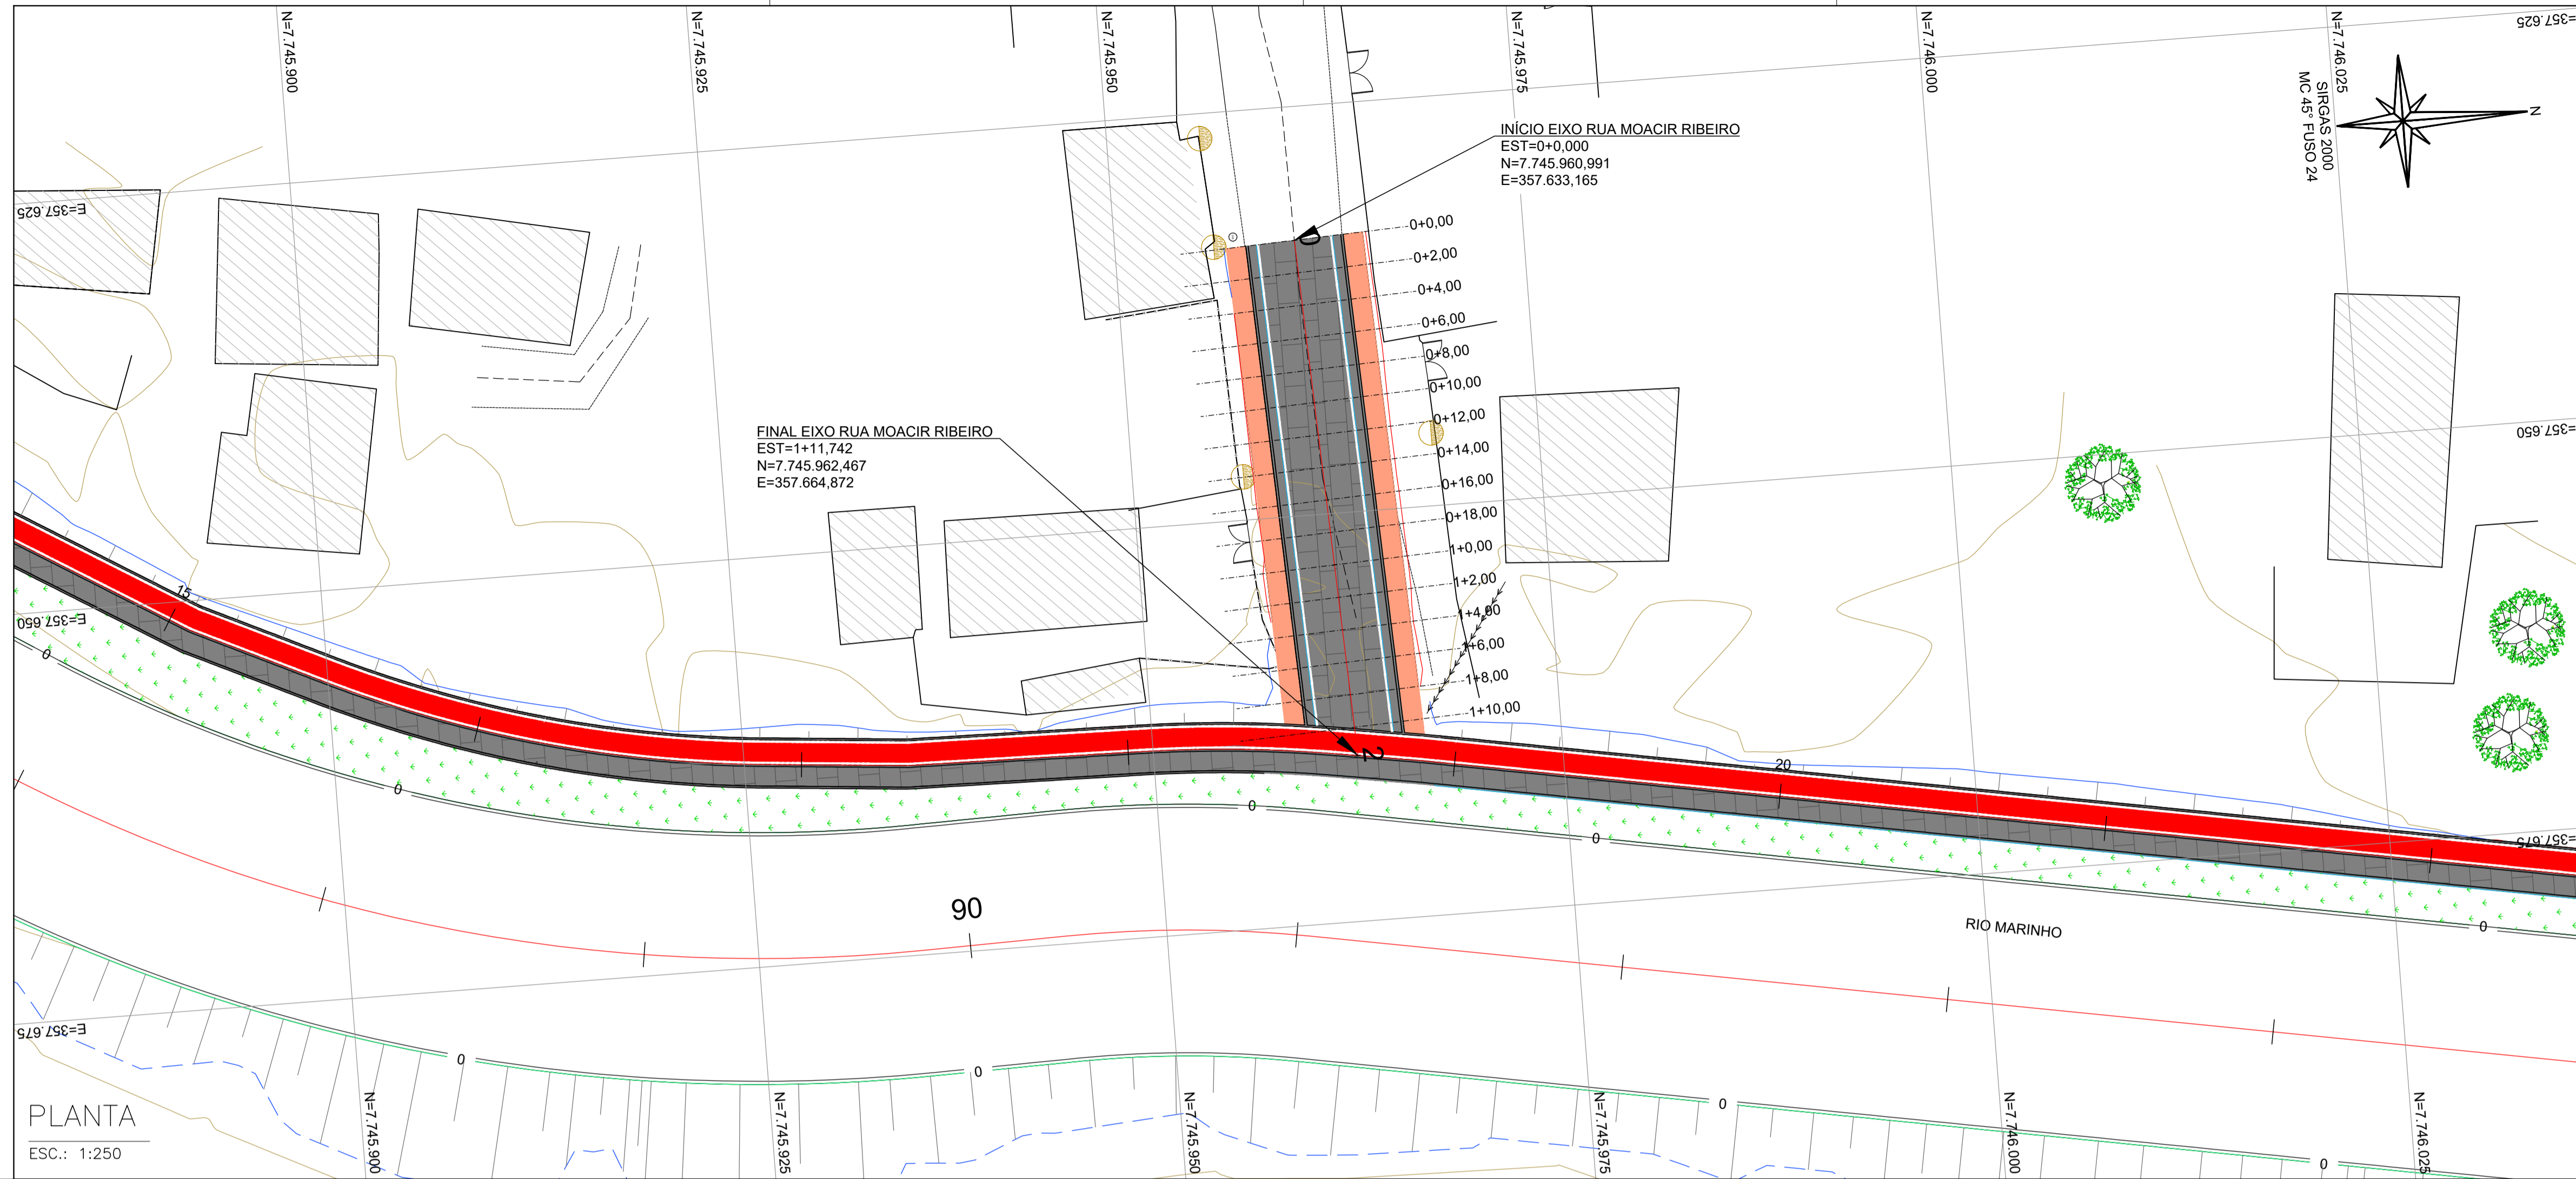 N=7.745.900
N=7.745.925
N=7.745.950
N=7.745.975
N=7.746.000
N=7.746.025
E=357.625
SIRGAS 2000
MC 45° FUSO 24
N
INÍCIO EIXO RUA MOACIR RIBEIRO
EST=0+0,000
N=7.745.960,991
E=357.633,165
E=357.625
0
0+0,00
0+2,00
0+4,00
0+6,00
0+8,00
0+10,00
0+12,00
0+14,00
0+16,00
0+18,00
1+0,00
1+2,00
1+4,00
1+6,00
1+8,00
1+10,00
FINAL EIXO RUA MOACIR RIBEIRO
EST=1+11,742
N=7.745.962,467
E=357.664,872
E=357.650
15
E=357.650
0
0
2
20
0
0
E=357.675
90
RIO MARINHO
0
E=357.675
0
0
0
0
PLANTA
ESC.: 1:250
N=7.745.900
N=7.745.925
N=7.745.950
N=7.745.975
N=7.746.000
N=7.746.025